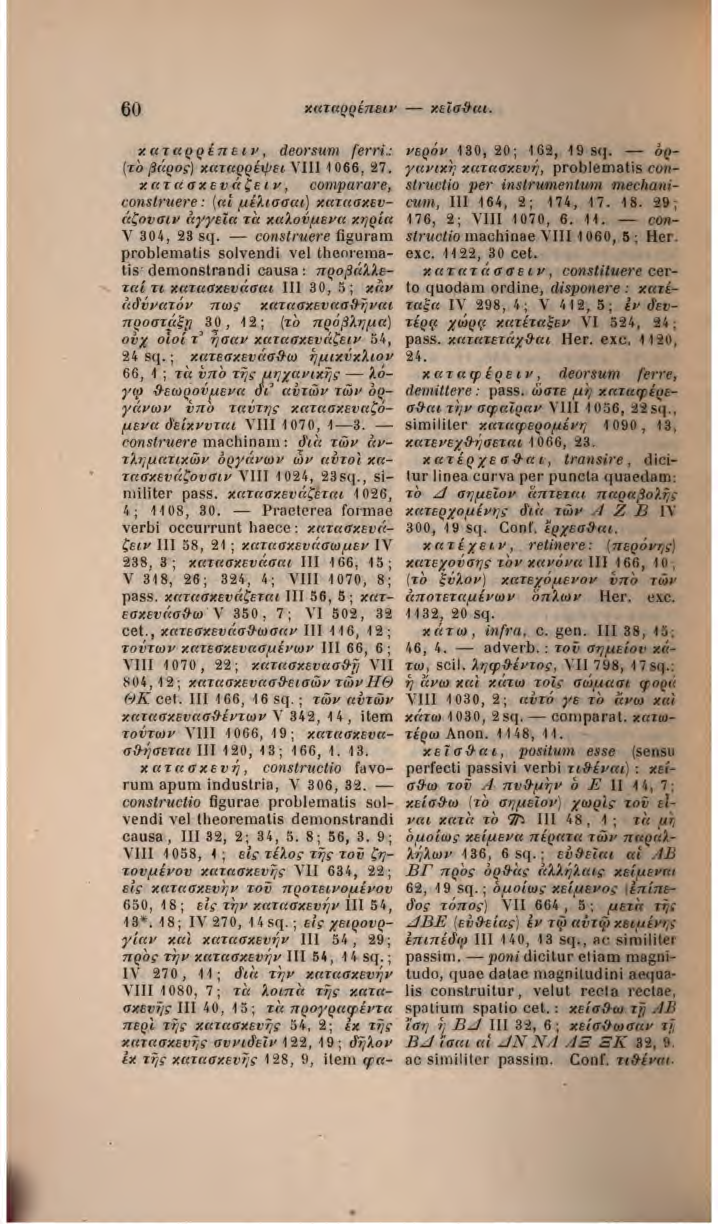 60
καταρρέπειν — κεῖσθαι.
καταρρέπειν, deorsum ferri:
(τὸ βάρος) καταρρέψει VIII 1066, 27.
κατασκευάζειν, comparare,
construere: (αἱ μέλισσαι) κατασκευ-
άζουσιν ἀγγεῖα τὰ καλούμενα κηρία
V 304, 23 sq. — construere figuram
problematis solvendi vel theorema-
tis demonstrandi causa: προβάλλε-
ταί τι κατασκευάσαι III 30, 5; κἂν
ἀδύνατόν πως κατασκευασθῆναι
προστάξῃ 30, 12; (τὸ πρόβλημα)
οὐχ οἷοί τ' ἦσαν κατασκευάζειν 54,
24 sq.; κατεσκευάσθω ἡμικύκλιον
66, 1; τὰ ὑπὸ τῆς μηχανικῆς — λό-
γῳ θεωρούμενα δι' αὐτῶν τῶν ὀρ-
γάνων ὑπὸ ταύτης κατασκευαζό-
μενα δείκνυται VIII 1070, 1—3. —
construere machinam: διὰ τῶν ἀν-
τληματικῶν ὀργάνων ὧν αὐτοὶ κα-
τασκευάζουσιν VIII 1024, 23 sq., si-
militer pass. κατασκευάζεται 1026,
4; 1108, 30. — Praeterea formae
verbi occurrunt haece: κατασκευά-
ζειν III 58, 21; κατασκευάσωμεν IV
238, 3; κατασκευάσαι III 166, 15;
V 318, 26; 324, 4; VIII 1070, 8;
pass. κατασκευάζεται III 56, 5; κατ-
εσκευάσθω V 350, 7; VI 502, 32
cet., κατεσκευάσθωσαν III 116, 12;
τούτων κατεσκευασμένων III 66, 6;
VIII 1070, 22; κατασκευασθῇ VII
804, 12; κατασκευασθεισῶν τῶν ΗΘ
ΘΚ cet. III 166, 16 sq.; τῶν αὐτῶν
κατασκευασθέντων V 342, 14, item
τούτων VIII 1066, 19; κατασκευα-
σθήσεται III 120, 13; 166, 1. 13.
κατασκευή, constructio favo-
rum apum industria, V 306, 32. —
constructio figurae problematis sol-
vendi vel theorematis demonstrandi
causa, III 32, 2; 34, 5. 8; 56, 3. 9;
VIII 1058, 1; εἰς τέλος τῆς τοῦ ζη-
τουμένου κατασκευῆς VII 634, 22;
εἰς κατασκευὴν τοῦ προτεινομένου
650, 18; εἰς τὴν κατασκευήν III 54,
13*. 18; IV 270, 14 sq.; εἰς χειρουρ-
γίαν καὶ κατασκευήν III 54, 29;
πρὸς τὴν κατασκευήν III 54, 14 sq.;
IV 270, 11; διὰ τὴν κατασκευήν
VIII 1080, 7; τὰ λοιπὰ τῆς κατα-
σκευῆς III 40, 15; τὰ προγραφέντα
περὶ τῆς κατασκευῆς 54, 2; ἐκ τῆς
κατασκευῆς συνιδεῖν 122, 19; δῆλον
ἐκ τῆς κατασκευῆς 128, 9, item φα-
νερόν 130, 20; 162, 19 sq. — ὀρ-
γανικὴ κατασκευή, problematis con-
structio per instrumentum mechani-
cum, III 164, 2; 174, 17. 18. 29;
176, 2; VIII 1070, 6. 11. — con-
structio machinae VIII 1060, 5; Her.
exc. 1122, 30 cet.
κατατάσσειν, constituere cer-
to quodam ordine, disponere: κατέ-
ταξα IV 298, 4; V 412, 5; ἐν δευ-
τέρᾳ χώρᾳ κατέταξεν VI 524, 24;
pass. κατατετάχθαι Her. exc. 1120,
24.
καταφέρειν, deorsum ferre,
demittere: pass. ὥστε μὴ καταφέρε-
σθαι τὴν σφαῖραν VIII 1056, 22 sq.,
similiter καταφερομένη 1090, 13,
κατενεχθήσεται 1066, 23.
κατέρχεσθαι, transire, dici-
tur linea curva per puncta quaedam:
τὸ Δ σημεῖον ἅπτεται παραβολῆς
κατερχομένης διὰ τῶν Α Ζ Β IV
300, 19 sq. Conf. ἔρχεσθαι.
κατέχειν, retinere: (περόνης)
κατεχούσης τὸν κανόνα III 166, 10;
(τὸ ξύλον) κατεχόμενον ὑπὸ τῶν
ἀποτεταμένων ὅπλων Her. exc.
1132, 20 sq.
κάτω, infra, c. gen. III 38, 15;
46, 4. — adverb.: τοῦ σημείου κά-
τω, scil. ληφθέντος, VII 798, 17 sq.;
ἡ ἄνω καὶ κάτω τοῖς σώμασι φορά
VIII 1030, 2; αὐτό γε τὸ ἄνω καὶ
κάτω 1030, 2 sq. — comparat. κατω-
τέρω Anon. 1148, 11.
κεῖσθαι, positum esse (sensu
perfecti passivi verbi τιθέναι): κεί-
σθω τοῦ Α πυθμὴν ὁ Ε II 14, 7;
κείσθω (τὸ σημεῖον) χωρὶς τοῦ εἶ-
ναι κατὰ τὸ ϡ III 48, 1; τὰ μὴ
ὁμοίως κείμενα πέρατα τῶν παραλ-
λήλων 136, 6 sq.; εὐθεῖαι αἱ ΑΒ
ΒΓ πρὸς ὀρθὰς ἀλλήλαις κείμεναι
62, 19 sq.; ὁμοίως κείμενος (ἐπίπε-
δος τόπος) VII 664, 5; μετὰ τῆς
ΔΒΕ (εὐθείας) ἐν τῷ αὐτῷ κειμένης
ἐπιπέδῳ III 140, 13 sq., ac similiter
passim. — poni dicitur etiam magni-
tudo, quae datae magnitudini aequa-
lis construitur, velut recta rectae,
spatium spatio cet.: κείσθω τῇ ΑΒ
ἴση ἡ ΒΔ III 32, 6; κείσθωσαν τῇ
ΒΔ ἴσαι αἱ ΔΝ ΝΛ ΛΞ ΞΚ 32, 9.
ac similiter passim. Conf. τιθέναι.